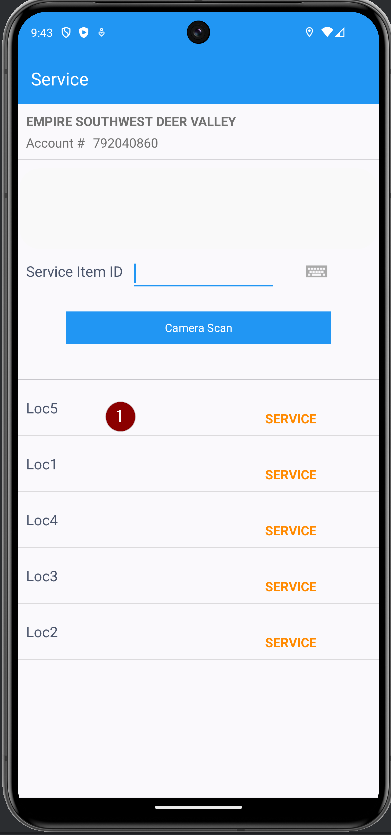 9:43
Service
EMPIRE SOUTHWEST DEER VALLEY
Account # 792040860
Service Item ID
Camera Scan
Loc5
1
SERVICE
Loc1
SERVICE
Loc4
SERVICE
Loc3
SERVICE
Loc2
SERVICE